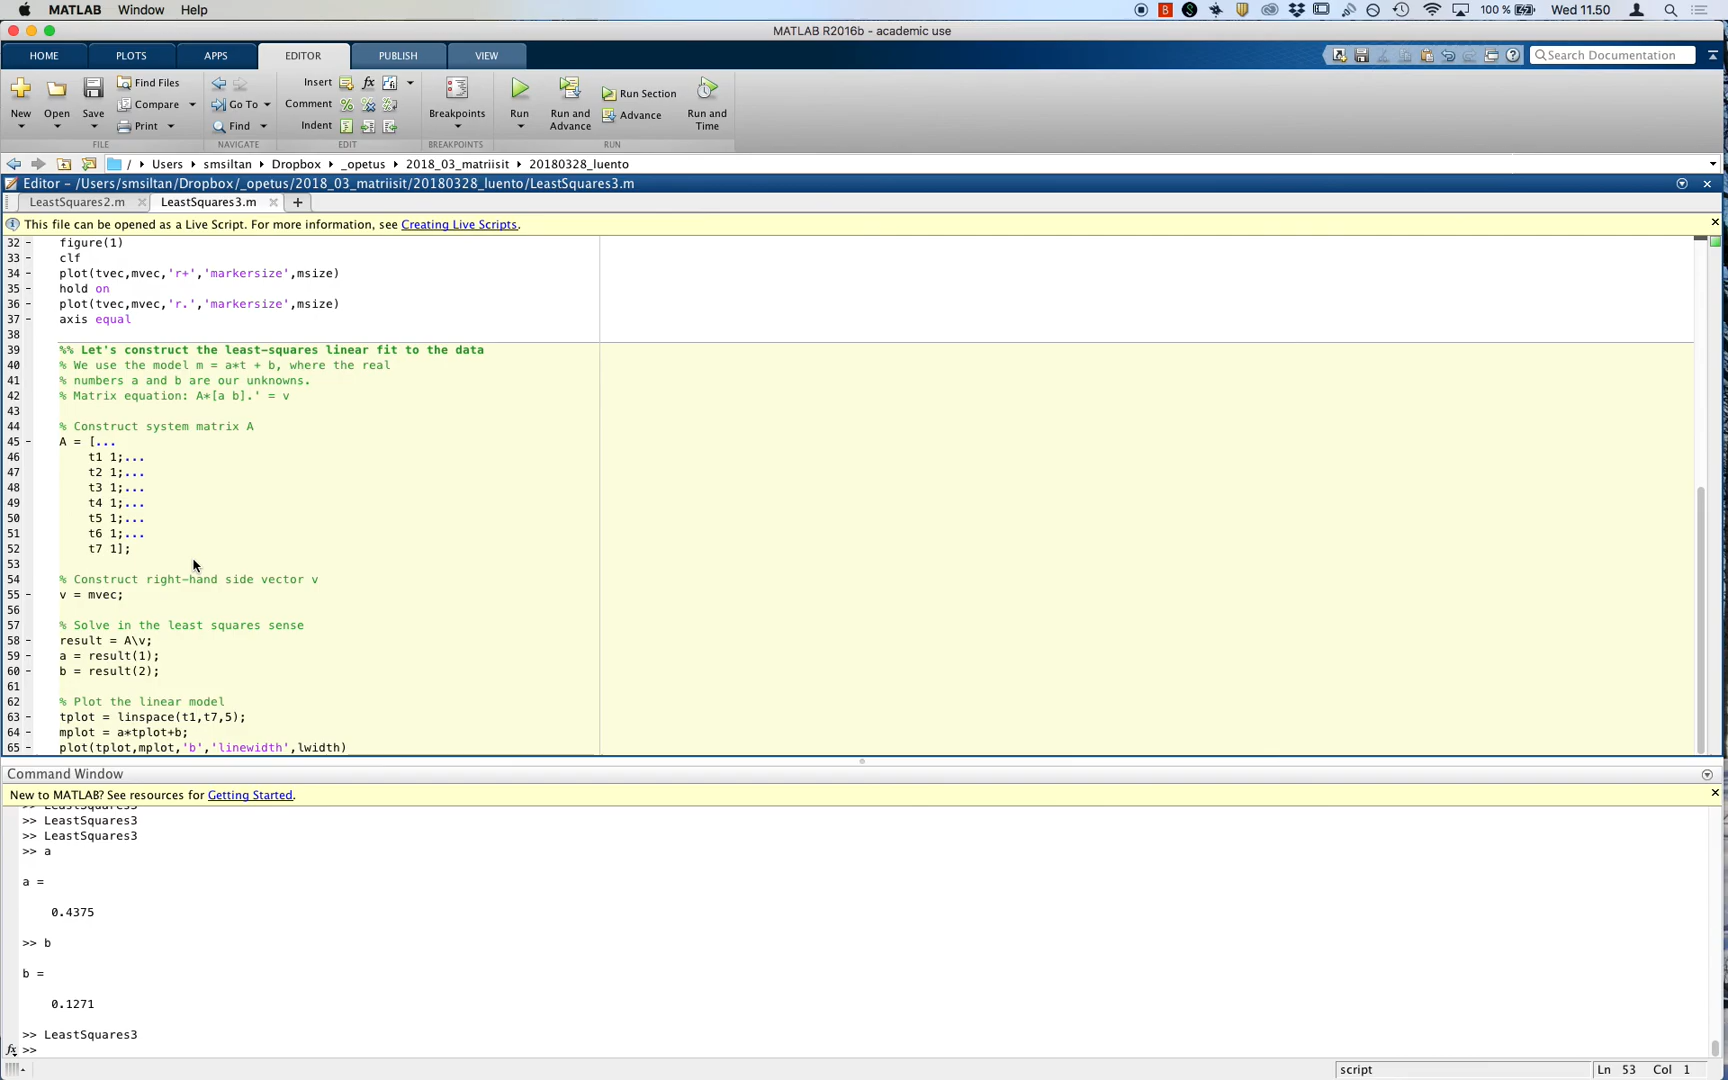 MATLAB Window Help
100 % Wed 11.50
MATLAB R2016b - academic use
HOME PLOTS APPS EDITOR PUBLISH VIEW
Search Documentation
New Open Save Find Files Compare Print
Go To Find
Insert Comment Indent
Breakpoints
Run Run and Advance Run Section Advance Run and Time
FILE NAVIGATE EDIT BREAKPOINTS RUN
/ Users smsiltan Dropbox _opetus 2018_03_matriisit 20180328_luento
Editor – /Users/smsiltan/Dropbox/_opetus/2018_03_matriisit/20180328_luento/LeastSquares3.m
LeastSquares2.m LeastSquares3.m +
This file can be opened as a Live Script. For more information, see Creating Live Scripts.
32 – figure(1)
33 – clf
34 – plot(tvec,mvec,'r+','markersize',msize)
35 – hold on
36 – plot(tvec,mvec,'r.','markersize',msize)
37 – axis equal
38
39 %% Let's construct the least-squares linear fit to the data
40 % We use the model m = a*t + b, where the real
41 % numbers a and b are our unknowns.
42 % Matrix equation: A*[a b].' = v
43
44 % Construct system matrix A
45 – A = [...
46 t1 1;...
47 t2 1;...
48 t3 1;...
49 t4 1;...
50 t5 1;...
51 t6 1;...
52 t7 1];
53
54 % Construct right-hand side vector v
55 – v = mvec;
56
57 % Solve in the least squares sense
58 – result = A\v;
59 – a = result(1);
60 – b = result(2);
61
62 % Plot the linear model
63 – tplot = linspace(t1,t7,5);
64 – mplot = a*tplot+b;
65 – plot(tplot,mplot,'b','linewidth',lwidth)
Command Window
New to MATLAB? See resources for Getting Started.
>> LeastSquares3
>> LeastSquares3
>> LeastSquares3
>> a
a =
0.4375
>> b
b =
0.1271
>> LeastSquares3
fx >>
script Ln 53 Col 1